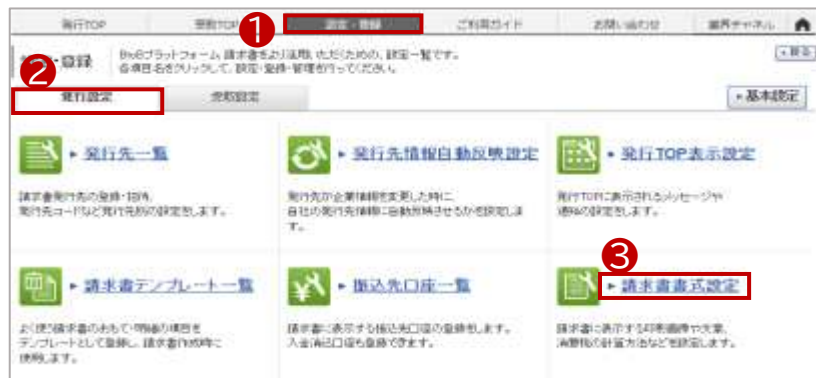 発行TOP 受取TOP 設定・登録 ご利用ガイド お問い合わせ 業界チャネル
1
設定・登録
BtoBプラットフォーム 請求書をより活用いただくための、設定一覧です。
各項目名をクリックして、設定・登録・管理を行ってください。
戻る
2
発行設定 受取設定
基本設定
発行先一覧
請求書発行先の登録・招待、
発行先コードなど発行先別の設定をします。
発行先情報自動反映設定
発行先が企業情報を変更した時に
自社の発行先情報に自動反映させるかを設定しま
す。
発行TOP表示設定
発行TOPに表示されるメッセージや
通知の設定をします。
請求書テンプレート一覧
よく使う請求書のおもて・明細の項目を
テンプレートとして登録し、請求書作成時に
使用します。
振込先口座一覧
請求書に表示する振込先口座の登録をします。
入金消込口座も登録できます。
3
請求書書式設定
請求書に表示する印影画像や文章、
消費税の計算方法などを設定します。